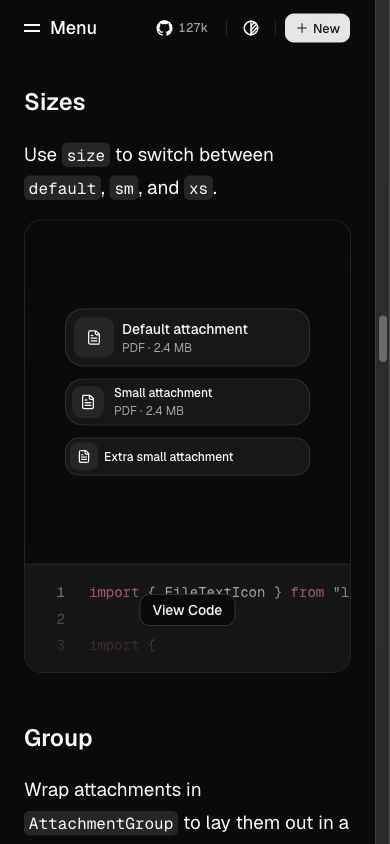 Menu 127k + New
Sizes
Use size to switch between
default, sm, and xs.
Default attachment
PDF · 2.4 MB
Small attachment
PDF · 2.4 MB
Extra small attachment
1 import { FileTextIcon } from "l
View Code
2
3 import {
Group
Wrap attachments in
AttachmentGroup to lay them out in a